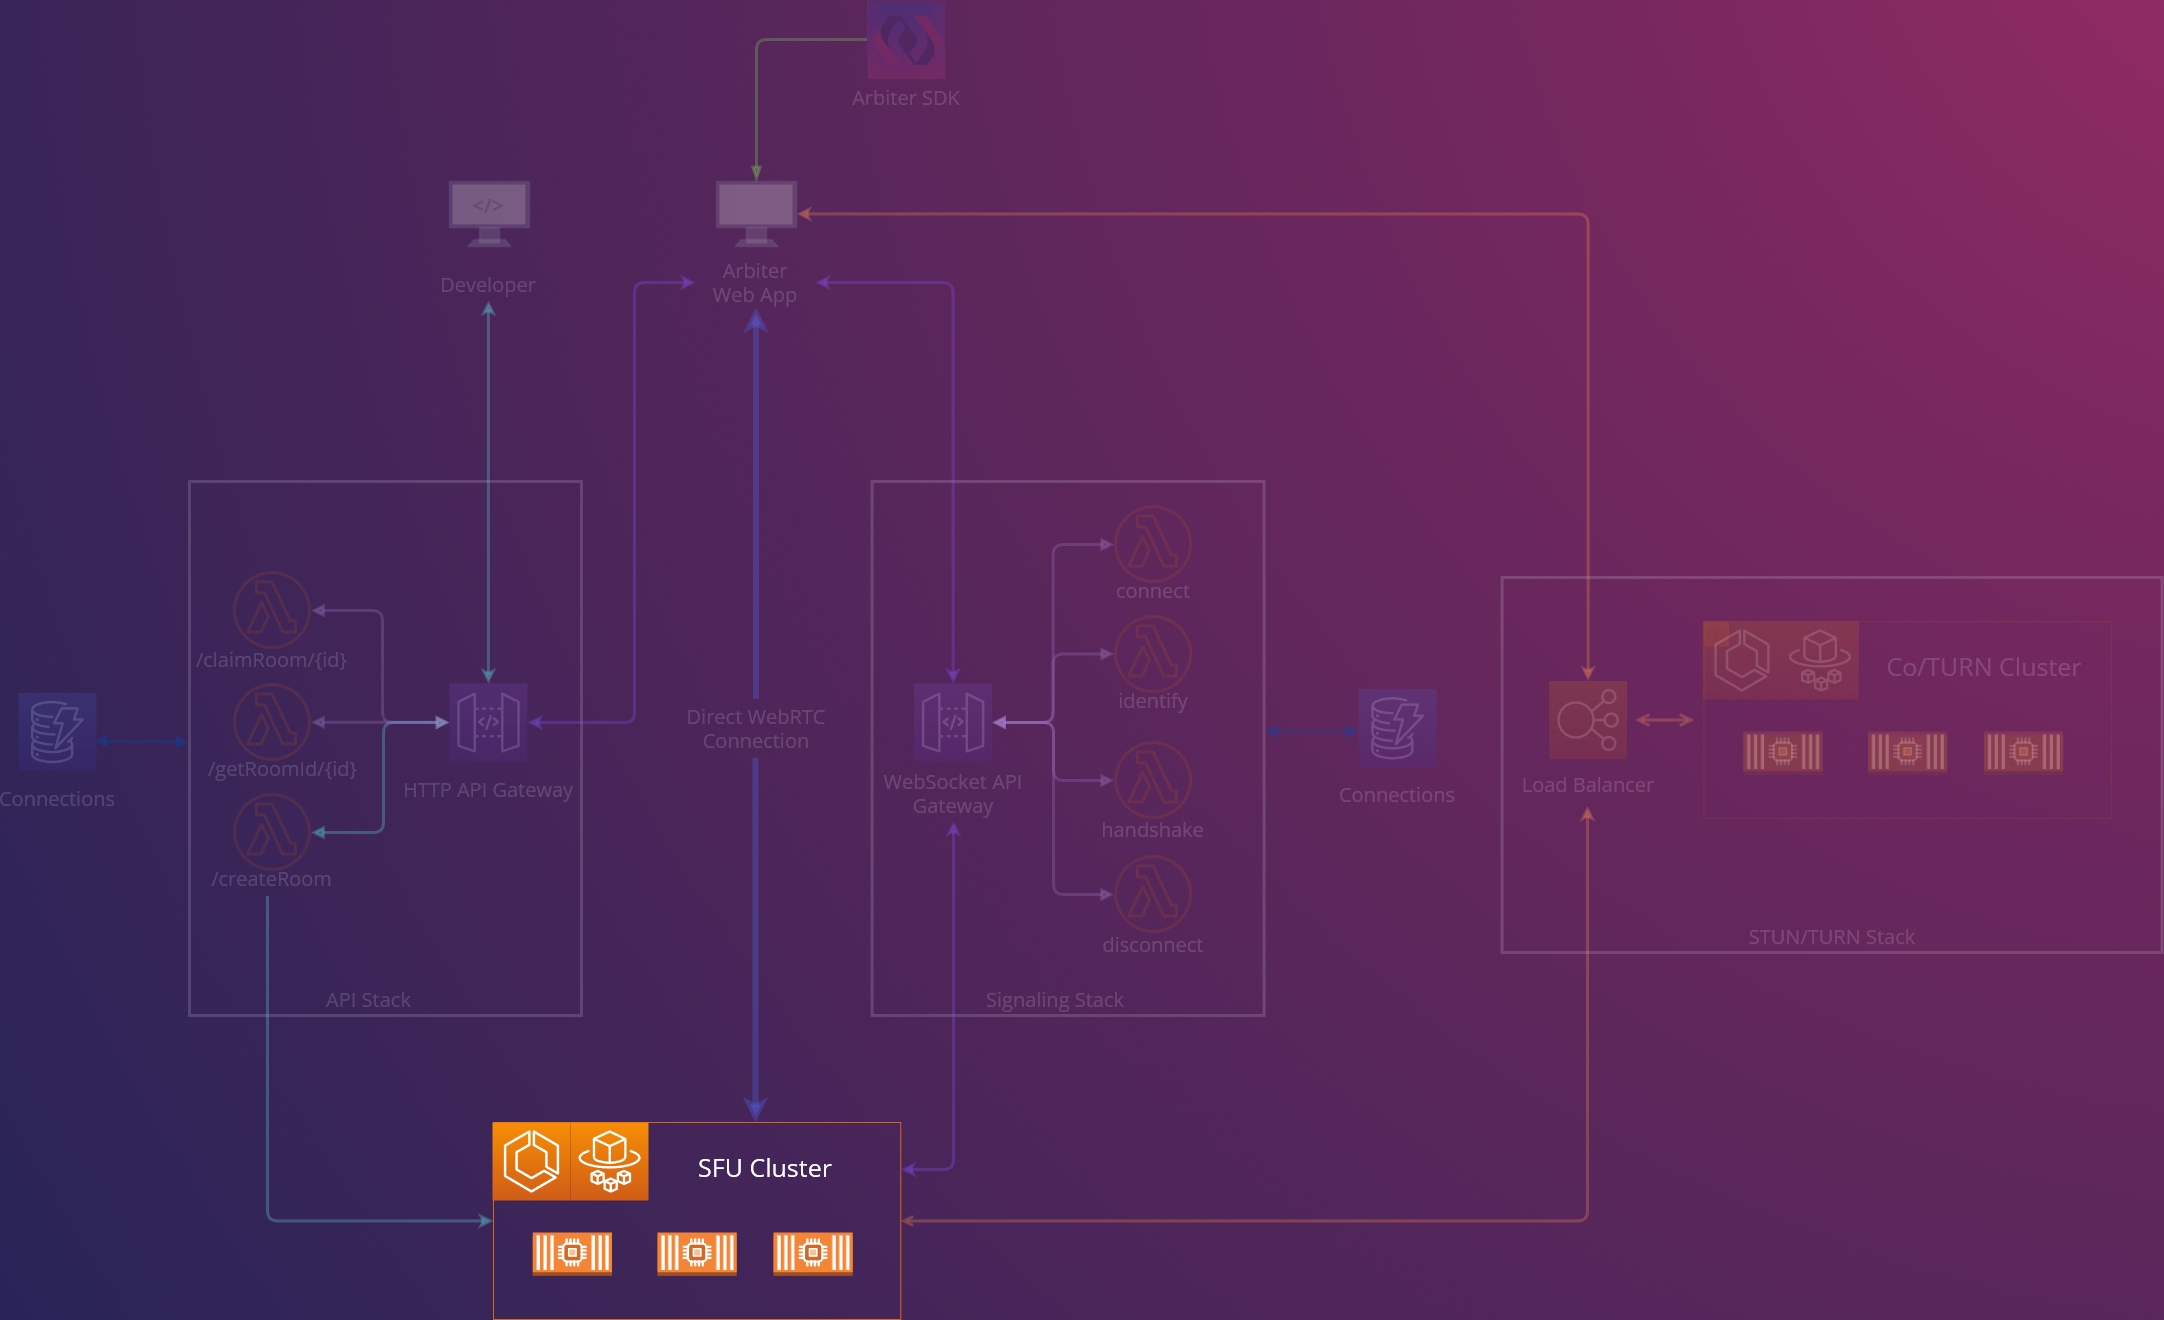 Arbiter SDK
</>
Developer
Arbiter
Web App
connect
/claimRoom/{id}
identify
Co/TURN Cluster
Direct WebRTC
Connection
</>
</>
/getRoomId/{id}
HTTP API Gateway
WebSocket API
Gateway
Connections
Connections
Load Balancer
handshake
/createRoom
disconnect
STUN/TURN Stack
API Stack
Signaling Stack
SFU Cluster